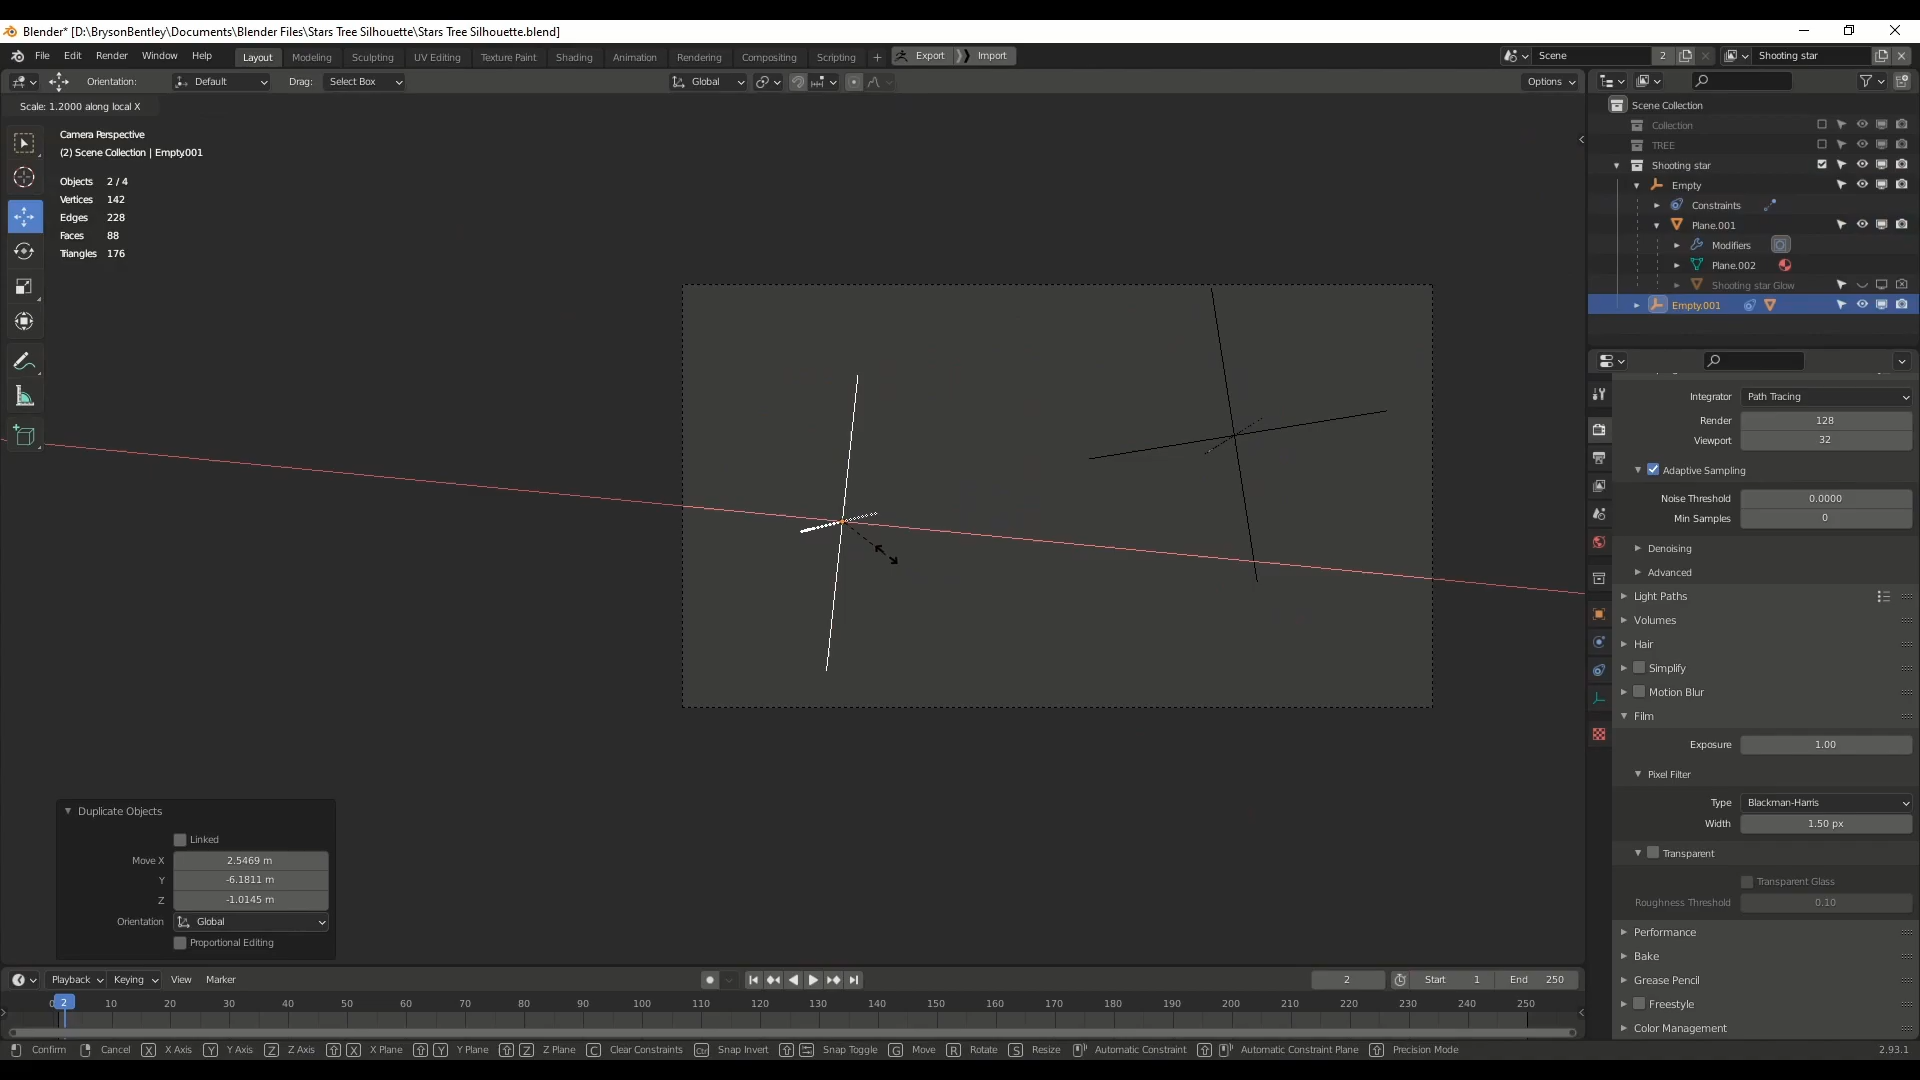 Blender* [D:\BrysonBentley\Documents\Blender Files\Stars Tree Silhouette\Stars Tree Silhouette.blend]
File Edit Render Window Help Layout Modeling Sculpting UV Editing Texture Paint Shading Animation Rendering Compositing Scripting + Export Import Scene 2 Shooting star
Orientation: Default Drag: Select Box Global Options
Scale: 1.2000 along local X
Camera Perspective
(2) Scene Collection | Empty.001
Objects 2 / 4
Vertices 142
Edges 228
Faces 88
Triangles 176
Scene Collection
Collection
TREE
Shooting star
Empty
Constraints
Plane.001
Modifiers
Plane.002
Shooting star Glow
Empty.001
Integrator Path Tracing
Render 128
Viewport 32
Adaptive Sampling
Noise Threshold 0.0000
Min Samples 0
Denoising
Advanced
Light Paths
Volumes
Hair
Simplify
Motion Blur
Film
Exposure 1.00
Pixel Filter
Type Blackman-Harris
Width 1.50 px
Transparent
Transparent Glass
Roughness Threshold 0.10
Performance
Bake
Grease Pencil
Freestyle
Color Management
Duplicate Objects
Linked
Move X 2.5469 m
Y -6.1811 m
Z -1.0145 m
Orientation Global
Proportional Editing
Playback Keying View Marker 2 Start 1 End 250
0 2 10 20 30 40 50 60 70 80 90 100 110 120 130 140 150 160 170 180 190 200 210 220 230 240 250
Confirm Cancel X X Axis Y Y Axis Z Z Axis X X Plane Y Y Plane Z Z Plane C Clear Constraints Ctrl Snap Invert Snap Toggle G Move R Rotate S Resize Automatic Constraint Automatic Constraint Plane Precision Mode 2.93.1